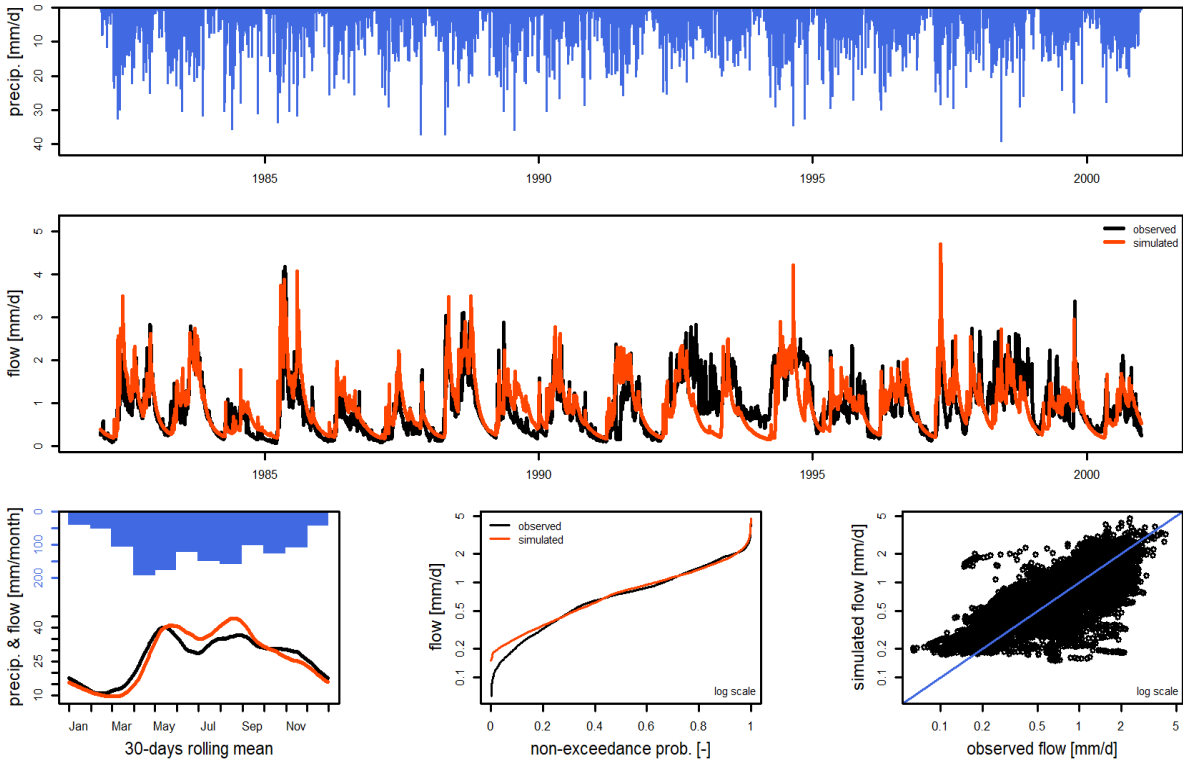 precip. [mm/d]
0
10
20
30
40
1985
1990
1995
2000
flow [mm/d]
5
4
3
2
1
0
observed
simulated
1985
1990
1995
2000
precip. & flow [mm/month]
0
100
200
40
25
10
Jan Mar May Jul Sep Nov
30-days rolling mean
flow [mm/d]
5
2
1
0.5
0.2
0.1
observed
simulated
log scale
0 0.2 0.4 0.6 0.8 1
non-exceedance prob. [-]
simulated flow [mm/d]
5
2
1
0.5
0.2
0.1
log scale
0.1 0.2 0.5 1 2 5
observed flow [mm/d]